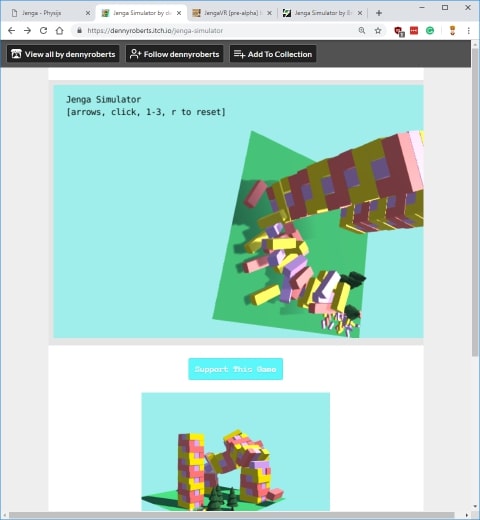 Jenga - Physijs
Jenga Simulator by de
JengaVR [pre-alpha] b
Jenga Simulator by B
https://dennyroberts.itch.io/jenga-simulator
View all by dennyroberts
Follow dennyroberts
Add To Collection
Jenga Simulator
[arrows, click, 1-3, r to reset]
Support This Game